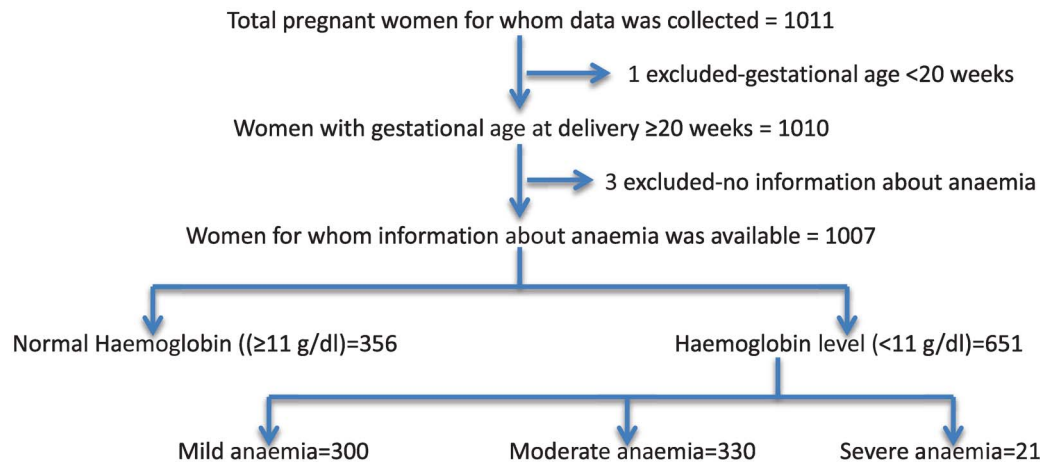 Total pregnant women for whom data was collected = 1011
1 excluded-gestational age <20 weeks
Women with gestational age at delivery ≥20 weeks = 1010
3 excluded-no information about anaemia
Women for whom information about anaemia was available = 1007
Normal Haemoglobin ((≥11 g/dl)=356
Haemoglobin level (<11 g/dl)=651
Mild anaemia=300
Moderate anaemia=330
Severe anaemia=21